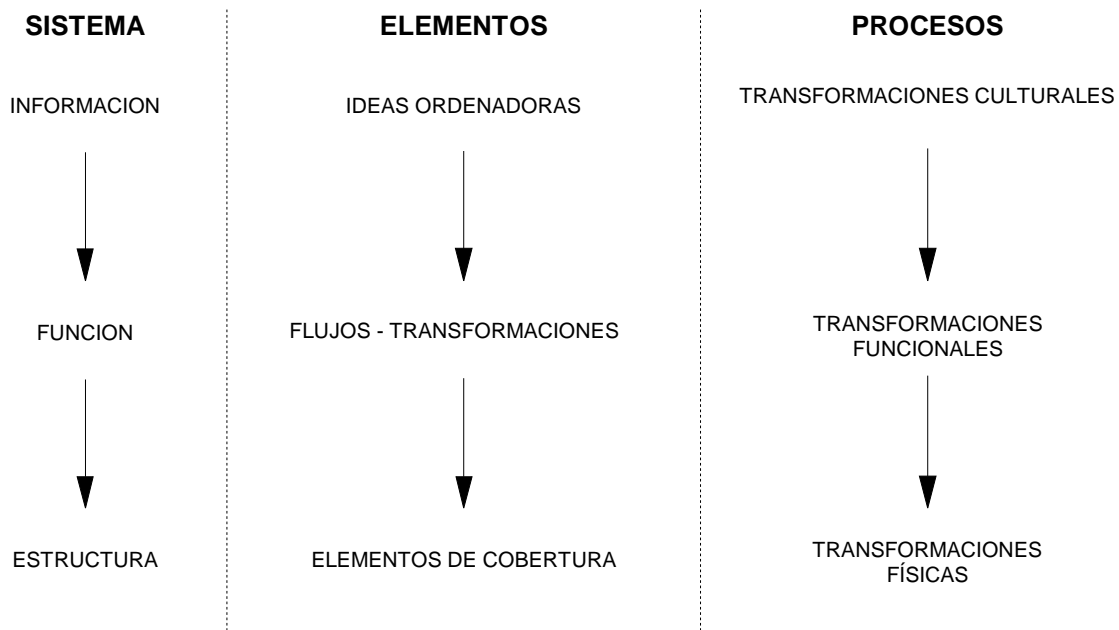 SISTEMA
ELEMENTOS
PROCESOS
INFORMACION
IDEAS ORDENADORAS
TRANSFORMACIONES CULTURALES
FUNCION
FLUJOS - TRANSFORMACIONES
TRANSFORMACIONES
FUNCIONALES
ESTRUCTURA
ELEMENTOS DE COBERTURA
TRANSFORMACIONES
FÍSICAS